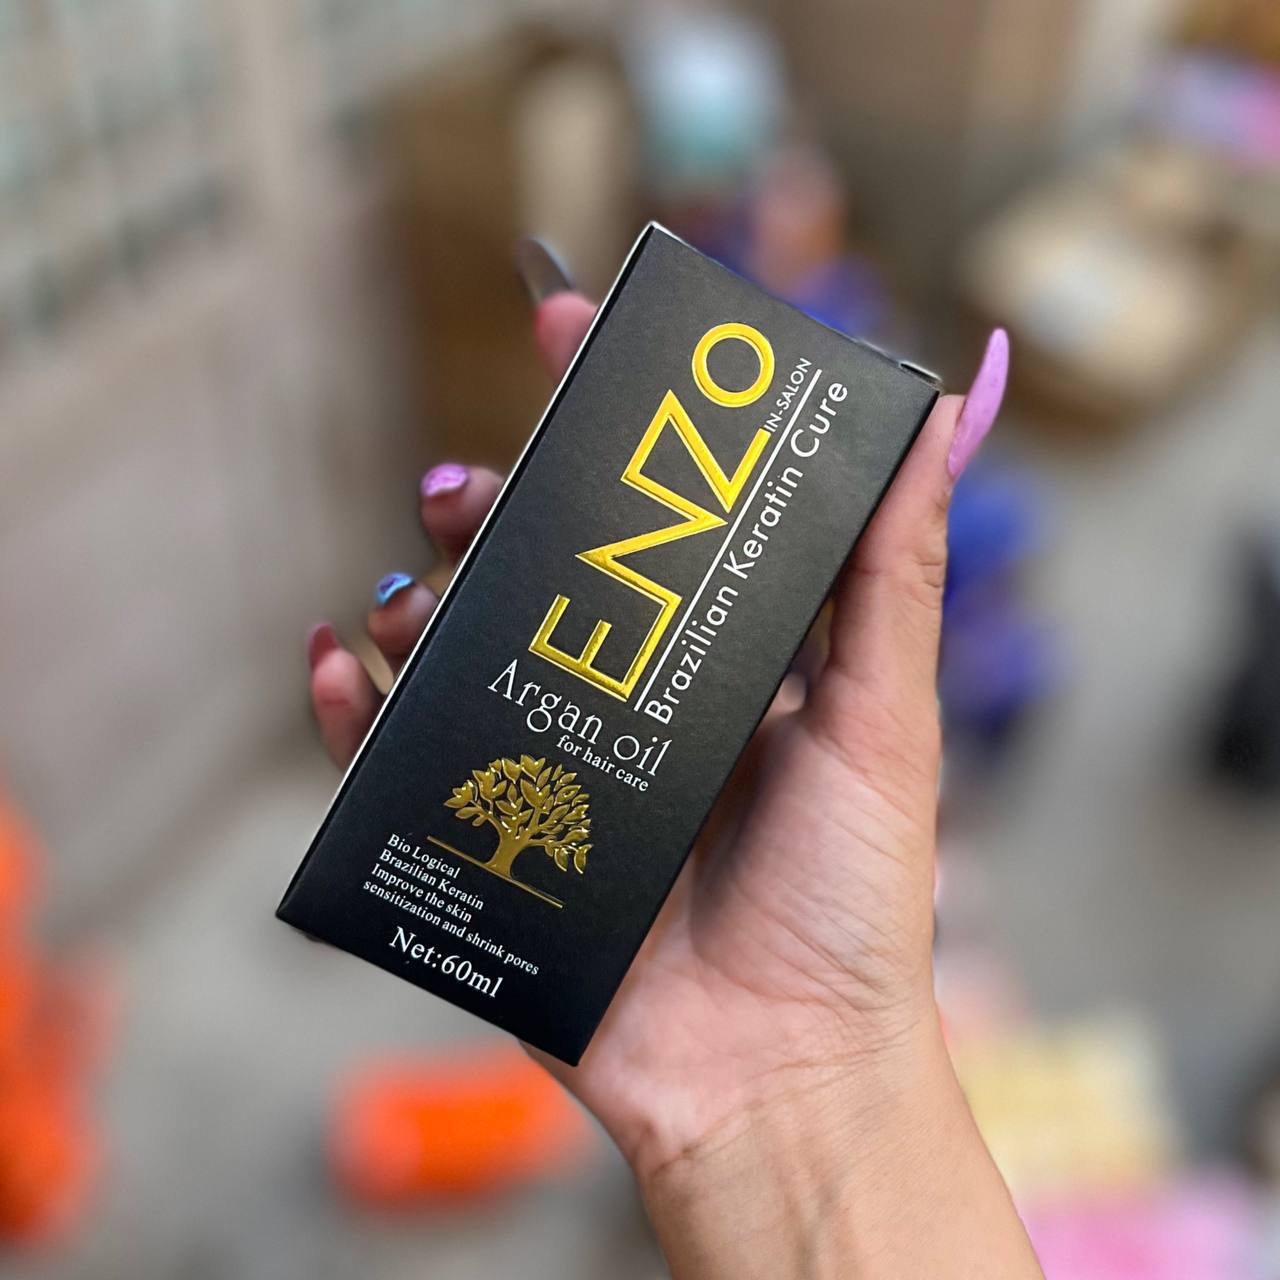 ENZO
IN-SALON
Brazilian Keratin Cure
Argan oil
for hair care
Bio Logical
Brazilian Keratin
Improve the skin
sensitization and shrink pores
Net:60ml